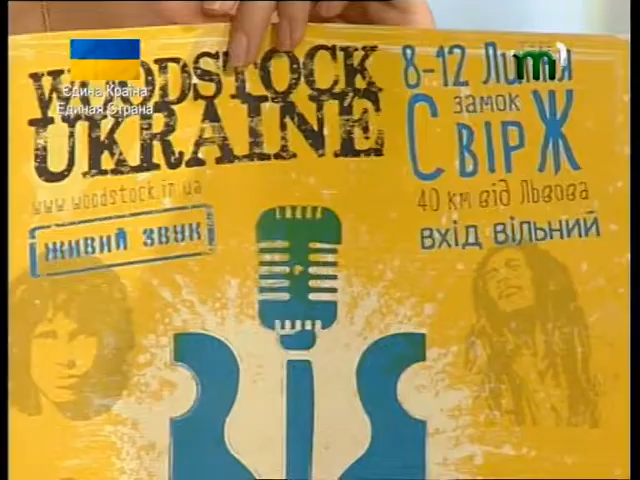 WOODSTOCK
UKRAINE
Єдина Країна
Единая Страна
www.woodstock.in.ua
живий звук
8-12 Липня
замок
Свірж
40 км від Львова
вхід вільний
m